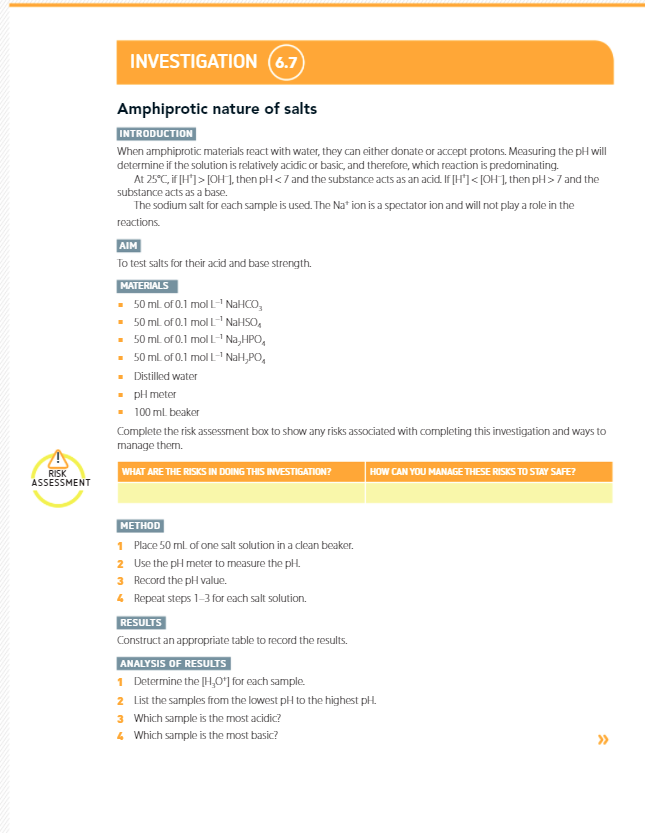 INVESTIGATION 6.7
Amphiprotic nature of salts
INTRODUCTION
When amphiprotic materials react with water, they can either donate or accept protons. Measuring the pH will
determine if the solution is relatively acidic or basic, and therefore, which reaction is predominating.
At 25°C, if [H⁺] > [OH⁻], then pH < 7 and the substance acts as an acid. If [H⁺] < [OH⁻], then pH > 7 and the
substance acts as a base.
The sodium salt for each sample is used. The Na⁺ ion is a spectator ion and will not play a role in the
reactions.
AIM
To test salts for their acid and base strength.
MATERIALS
▪ 50 mL of 0.1 mol L⁻¹ NaHCO₃
▪ 50 mL of 0.1 mol L⁻¹ NaHSO₄
▪ 50 mL of 0.1 mol L⁻¹ Na₂HPO₄
▪ 50 mL of 0.1 mol L⁻¹ NaH₂PO₄
▪ Distilled water
▪ pH meter
▪ 100 mL beaker
Complete the risk assessment box to show any risks associated with completing this investigation and ways to
manage them.
! RISK
ASSESSMENT
WHAT ARE THE RISKS IN DOING THIS INVESTIGATION? HOW CAN YOU MANAGE THESE RISKS TO STAY SAFE?
METHOD
1 Place 50 mL of one salt solution in a clean beaker.
2 Use the pH meter to measure the pH.
3 Record the pH value.
4 Repeat steps 1–3 for each salt solution.
RESULTS
Construct an appropriate table to record the results.
ANALYSIS OF RESULTS
1 Determine the [H₃O⁺] for each sample.
2 List the samples from the lowest pH to the highest pH.
3 Which sample is the most acidic?
4 Which sample is the most basic?
»